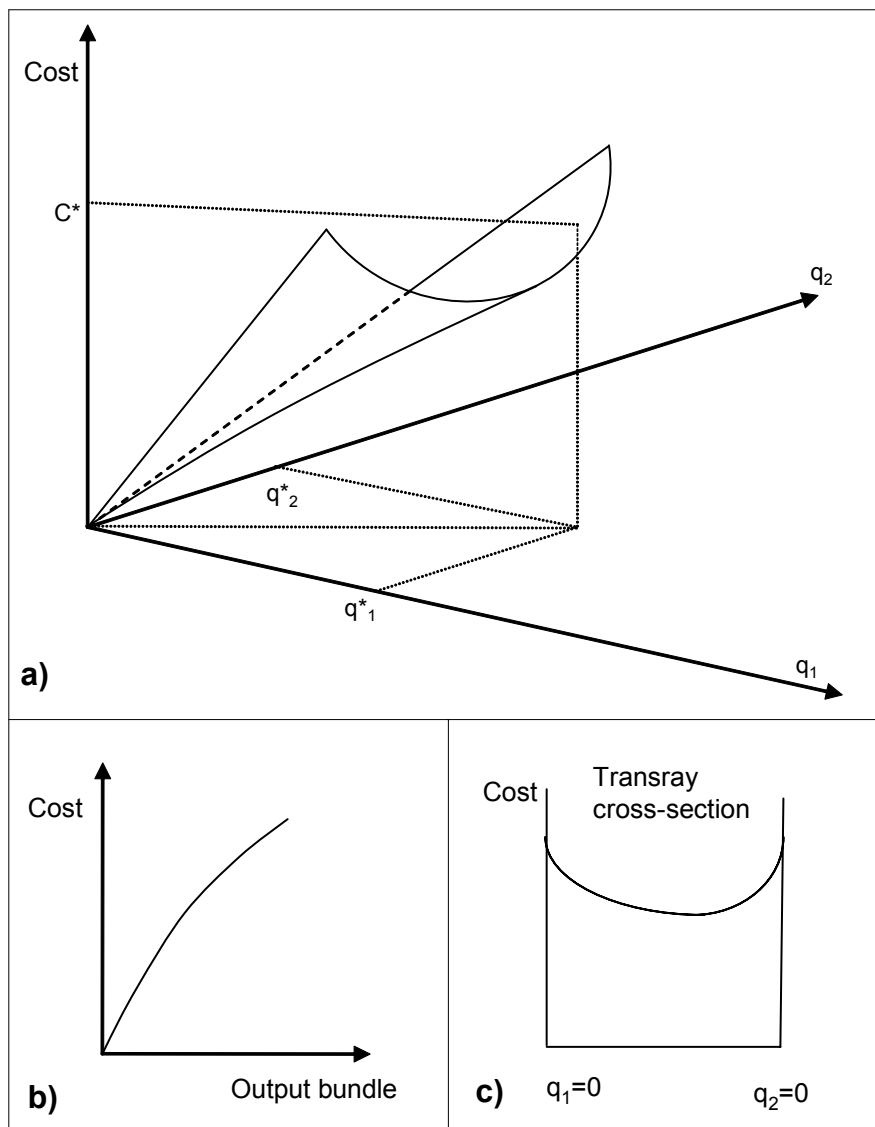 Cost
C*
q2
q*2
q*1
q1
a)
Cost
Output bundle
b)
Transray
cross-section
Cost
c)
q1=0
q2=0